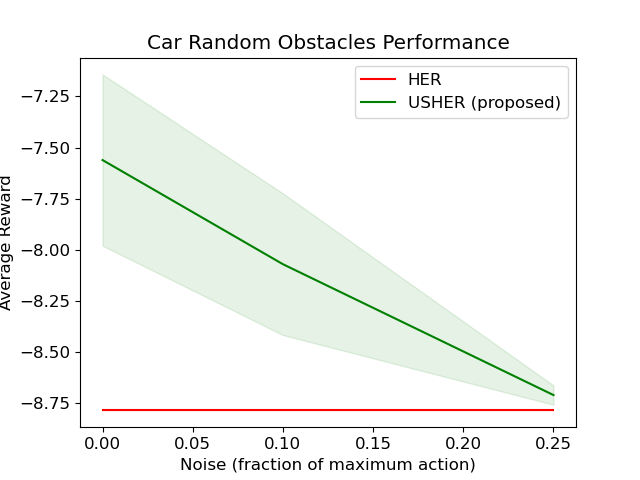 Car Random Obstacles Performance
HER
USHER (proposed)
−7.25
−7.50
−7.75
−8.00
−8.25
−8.50
−8.75
Average Reward
0.00 0.05 0.10 0.15 0.20 0.25
Noise (fraction of maximum action)